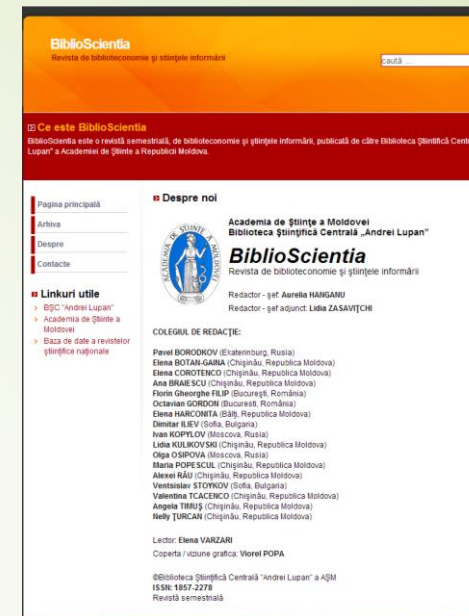 BiblioScientia
Revista de biblioteconomie şi stiinţele informării
caută ...
Ce este BiblioScientia
BiblioScientia este o revistă semestrială, de biblioteconomie şi ştiinţele informării, publicată de către Biblioteca Ştiinţifică Centr
Lupan" a Academiei de Ştiinte a Republicii Moldova.
Pagina principală
Arhiva
Despre
Contacte
Linkuri utile
BŞC "Andrei Lupan"
Academia de Ştiinte a
Moldovei
Baza de date a revistelor
ştiinţifice naţionale
Despre noi
Academia de Ştiinţe a Moldovei
Biblioteca Ştiinţifică Centrală „Andrei Lupan”
BiblioScientia
Revistă de biblioteconomie şi ştiinţele informării
Redactor - şef: Aurelia HANGANU
Redactor - şef adjunct: Lidia ZASAVIŢCHI
COLEGIUL DE REDACŢIE:
Pavel BORODKOV (Ekaterinburg, Rusia)
Elena BOTAN-GAINA (Chişinău, Republica Moldova)
Elena COROTENCO (Chişinău, Republica Moldova)
Ana BRAIESCU (Chişinău, Republica Moldova)
Florin Gheorghe FILIP (Bucureşti, România)
Octavian GORDON (Bucuresti, România)
Elena HARCONITA (Bălţi, Republica Moldova)
Dimitar ILIEV (Sofia, Bulgaria)
Ivan KOPYLOV (Moscova, Rusia)
Lidia KULIKOVSKI (Chişinău, Republica Moldova)
Olga OSIPOVA (Moscova, Rusia)
Maria POPESCUL (Chişinău, Republica Moldova)
Alexei RĂU (Chişinău, Republica Moldova)
Ventsislav STOYKOV (Sofia, Bulgaria)
Valentina TCACENCO (Chişinău, Republica Moldova)
Angela TIMUŞ (Chişinău, Republica Moldova)
Nelly ŢURCAN (Chişinău, Republica Moldova)
Lector: Elena VARZARI
Coperta / viziune grafica: Viorel POPA
©Biblioteca Ştiinţifică Centrală "Andrei Lupan" a AŞM
ISSN: 1857-2278
Revistă semestrială